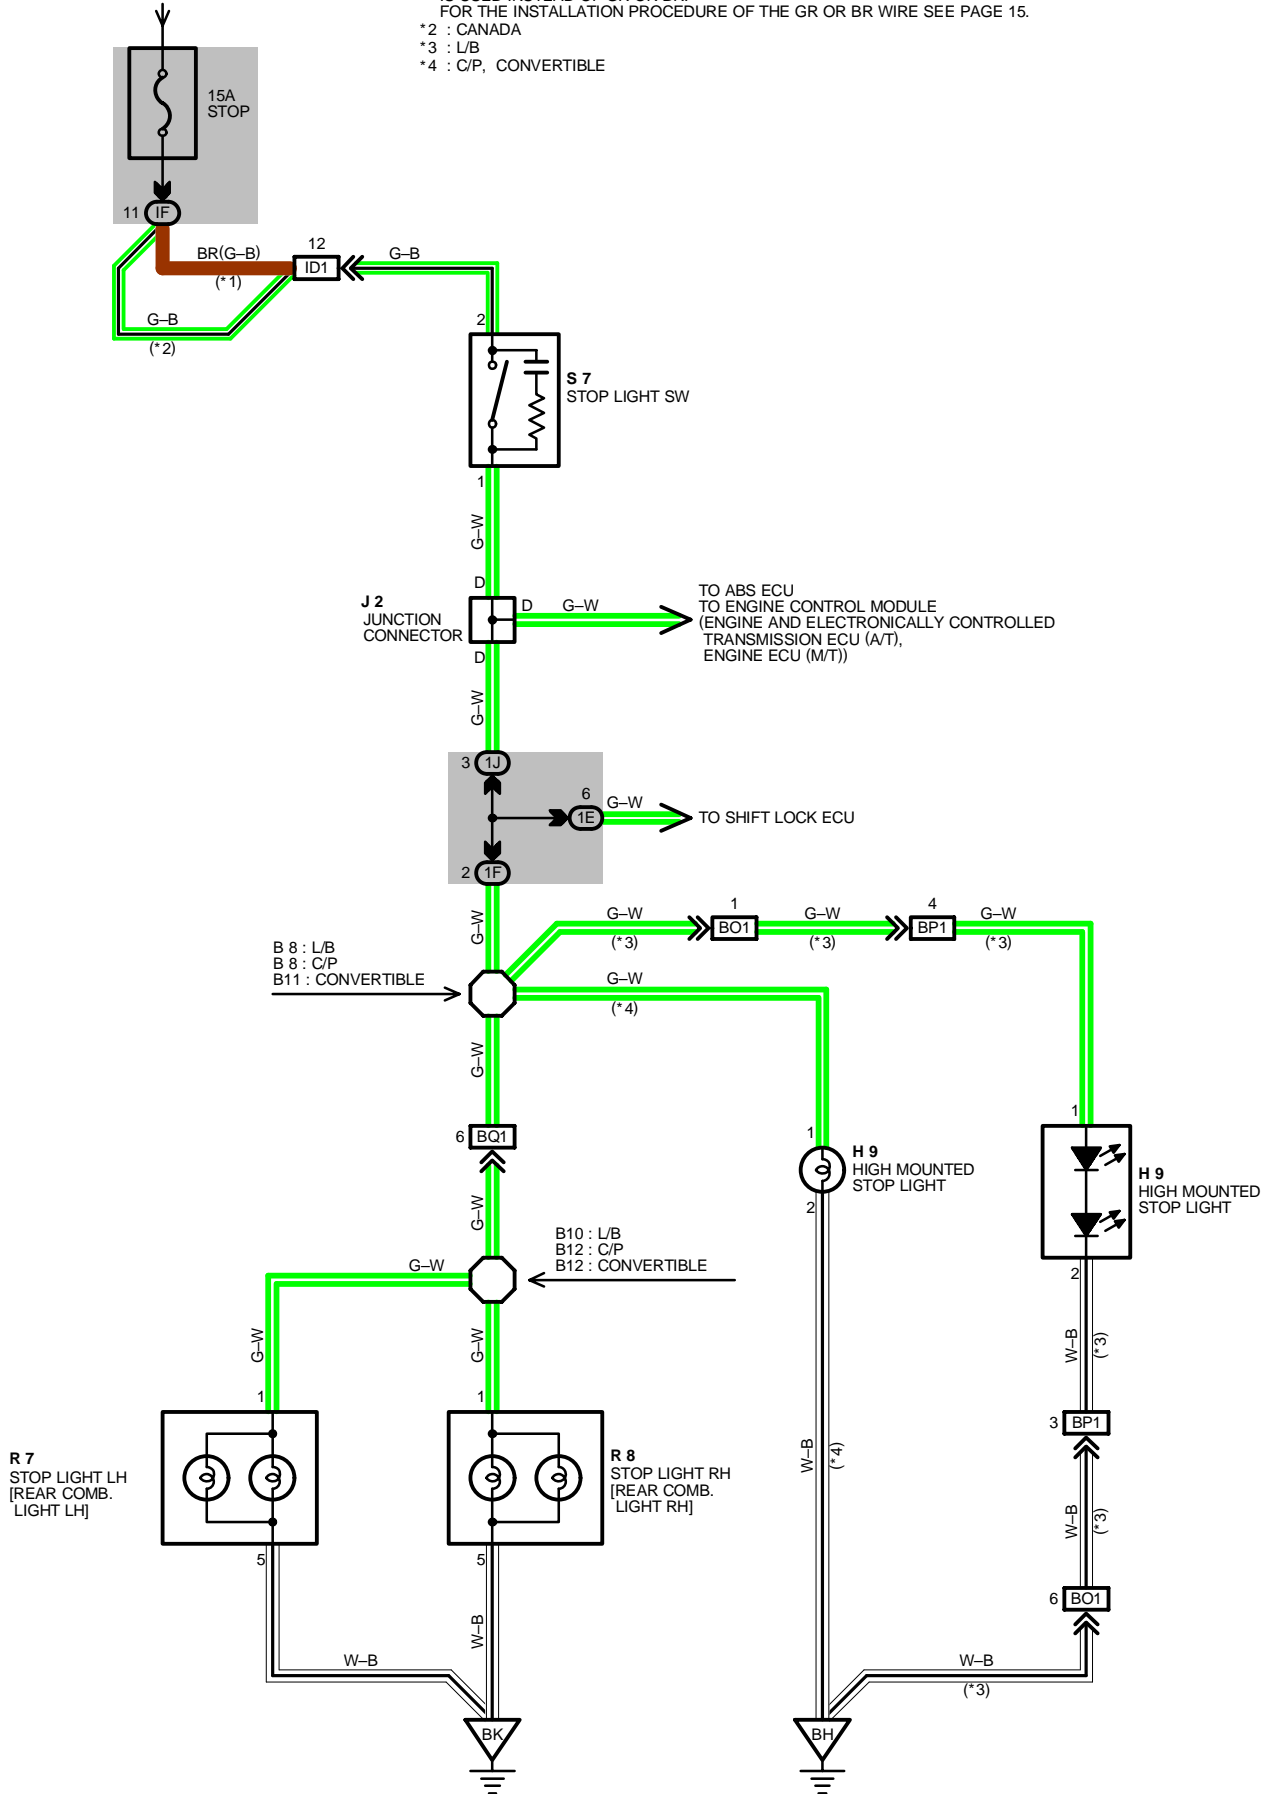 FOR THE INSTALLATION PROCEDURE OF THE GR OR BR WIRE SEE PAGE 15.
*2 : CANADA
*3 : L/B
*4 : C/P, CONVERTIBLE
15A
STOP
11
IF
BR(G–B)
(*1)
12
ID1
G–B
G–B
(*2)
2
S 7
STOP LIGHT SW
1
G–W
D
J 2
JUNCTION
CONNECTOR
D
G–W
TO ABS ECU
TO ENGINE CONTROL MODULE
(ENGINE AND ELECTRONICALLY CONTROLLED
TRANSMISSION ECU (A/T),
ENGINE ECU (M/T))
D
G–W
3
1J
6
1E
G–W
TO SHIFT LOCK ECU
2
1F
G–W
G–W
(*3)
1
BO1
G–W
(*3)
4
BP1
G–W
(*3)
B 8 : L/B
B 8 : C/P
B11 : CONVERTIBLE
G–W
(*4)
G–W
6
BQ1
1
H 9
HIGH MOUNTED
STOP LIGHT
2
1
H 9
HIGH MOUNTED
STOP LIGHT
2
G–W
B10 : L/B
B12 : C/P
B12 : CONVERTIBLE
G–W
G–W
G–W
W–B
(*3)
1
1
R 7
STOP LIGHT LH
[REAR COMB.
LIGHT LH]
R 8
STOP LIGHT RH
[REAR COMB.
LIGHT RH]
W–B
(*4)
3
BP1
W–B
(*3)
5
5
6
BO1
W–B
W–B
W–B
(*3)
BK
BH